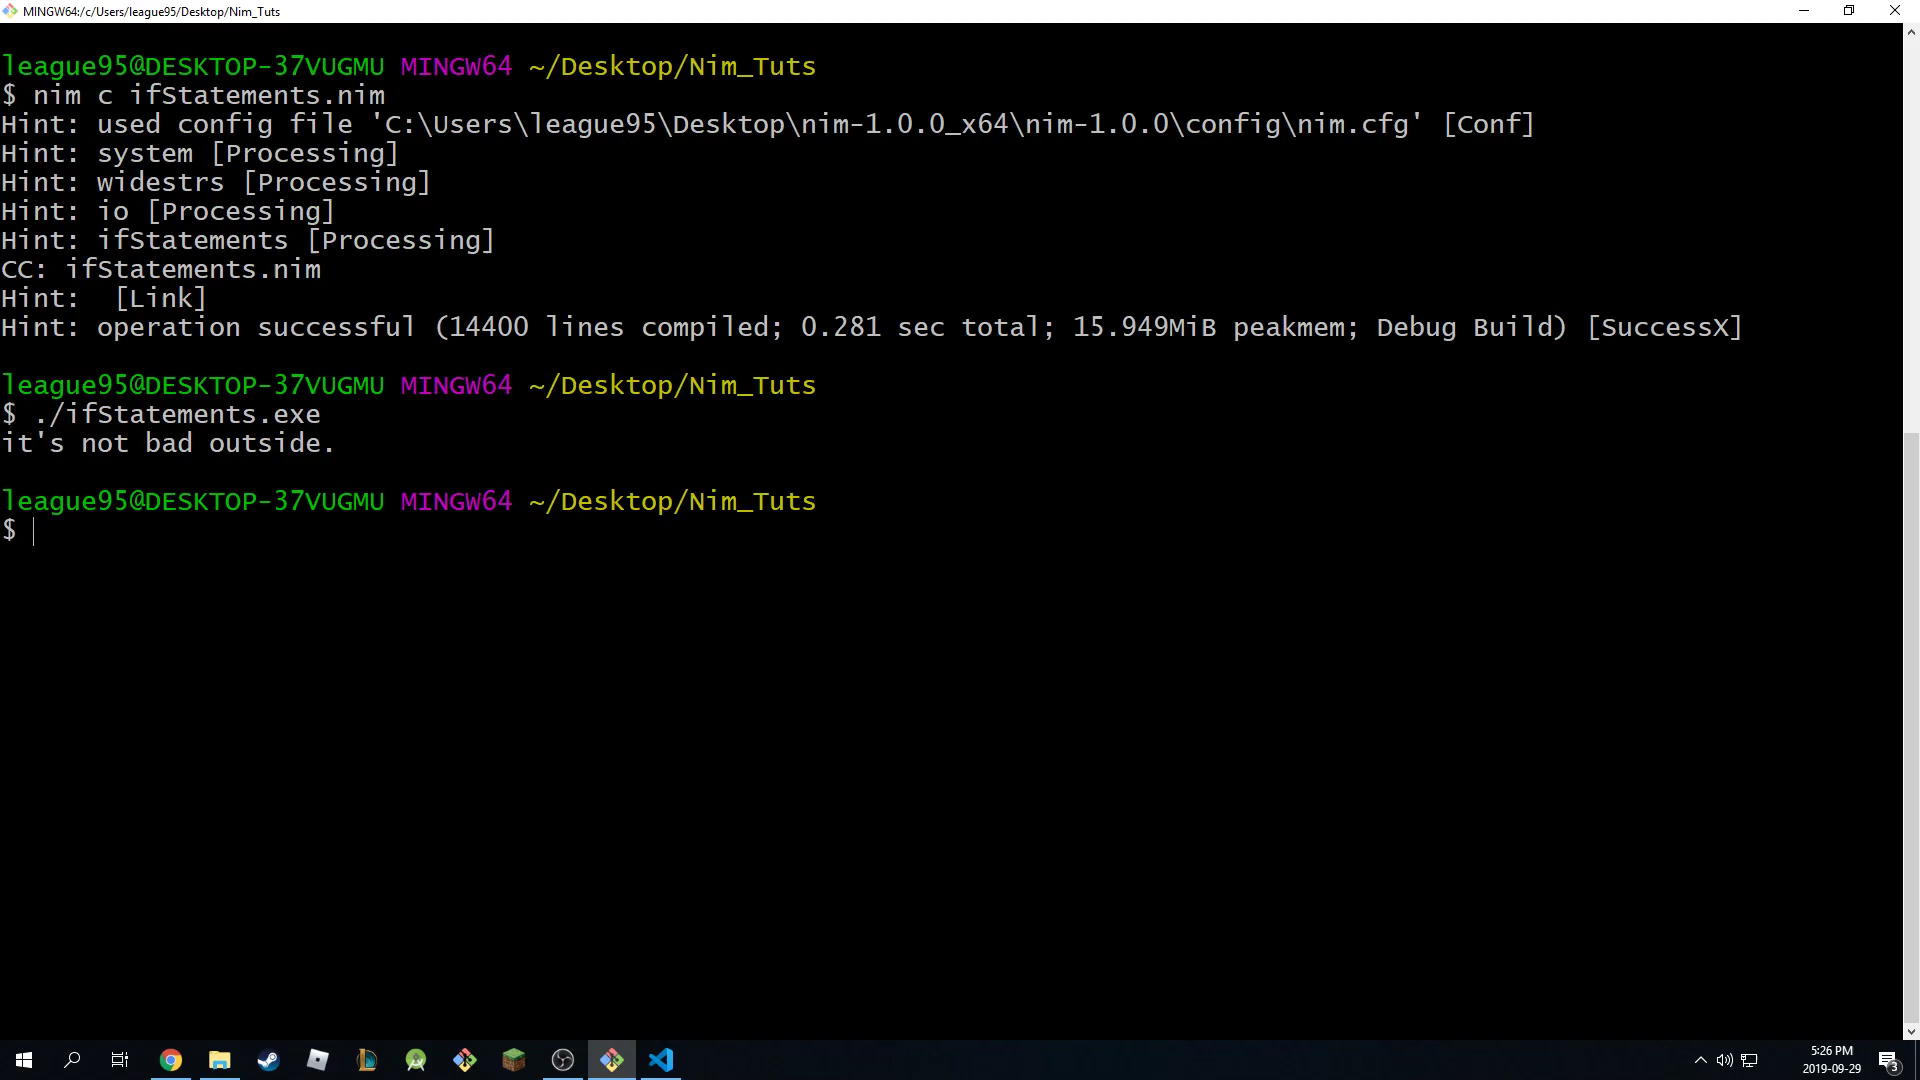 MINGW64:/c/Users/league95/Desktop/Nim_Tuts
league95@DESKTOP-37VUGMU MINGW64 ~/Desktop/Nim_Tuts
$ nim c ifStatements.nim
Hint: used config file 'C:\Users\league95\Desktop\nim-1.0.0_x64\nim-1.0.0\config\nim.cfg' [Conf]
Hint: system [Processing]
Hint: widestrs [Processing]
Hint: io [Processing]
Hint: ifStatements [Processing]
CC: ifStatements.nim
Hint:  [Link]
Hint: operation successful (14400 lines compiled; 0.281 sec total; 15.949MiB peakmem; Debug Build) [SuccessX]
league95@DESKTOP-37VUGMU MINGW64 ~/Desktop/Nim_Tuts
$ ./ifStatements.exe
it's not bad outside.
league95@DESKTOP-37VUGMU MINGW64 ~/Desktop/Nim_Tuts
$
5:26 PM
2019-09-29
3